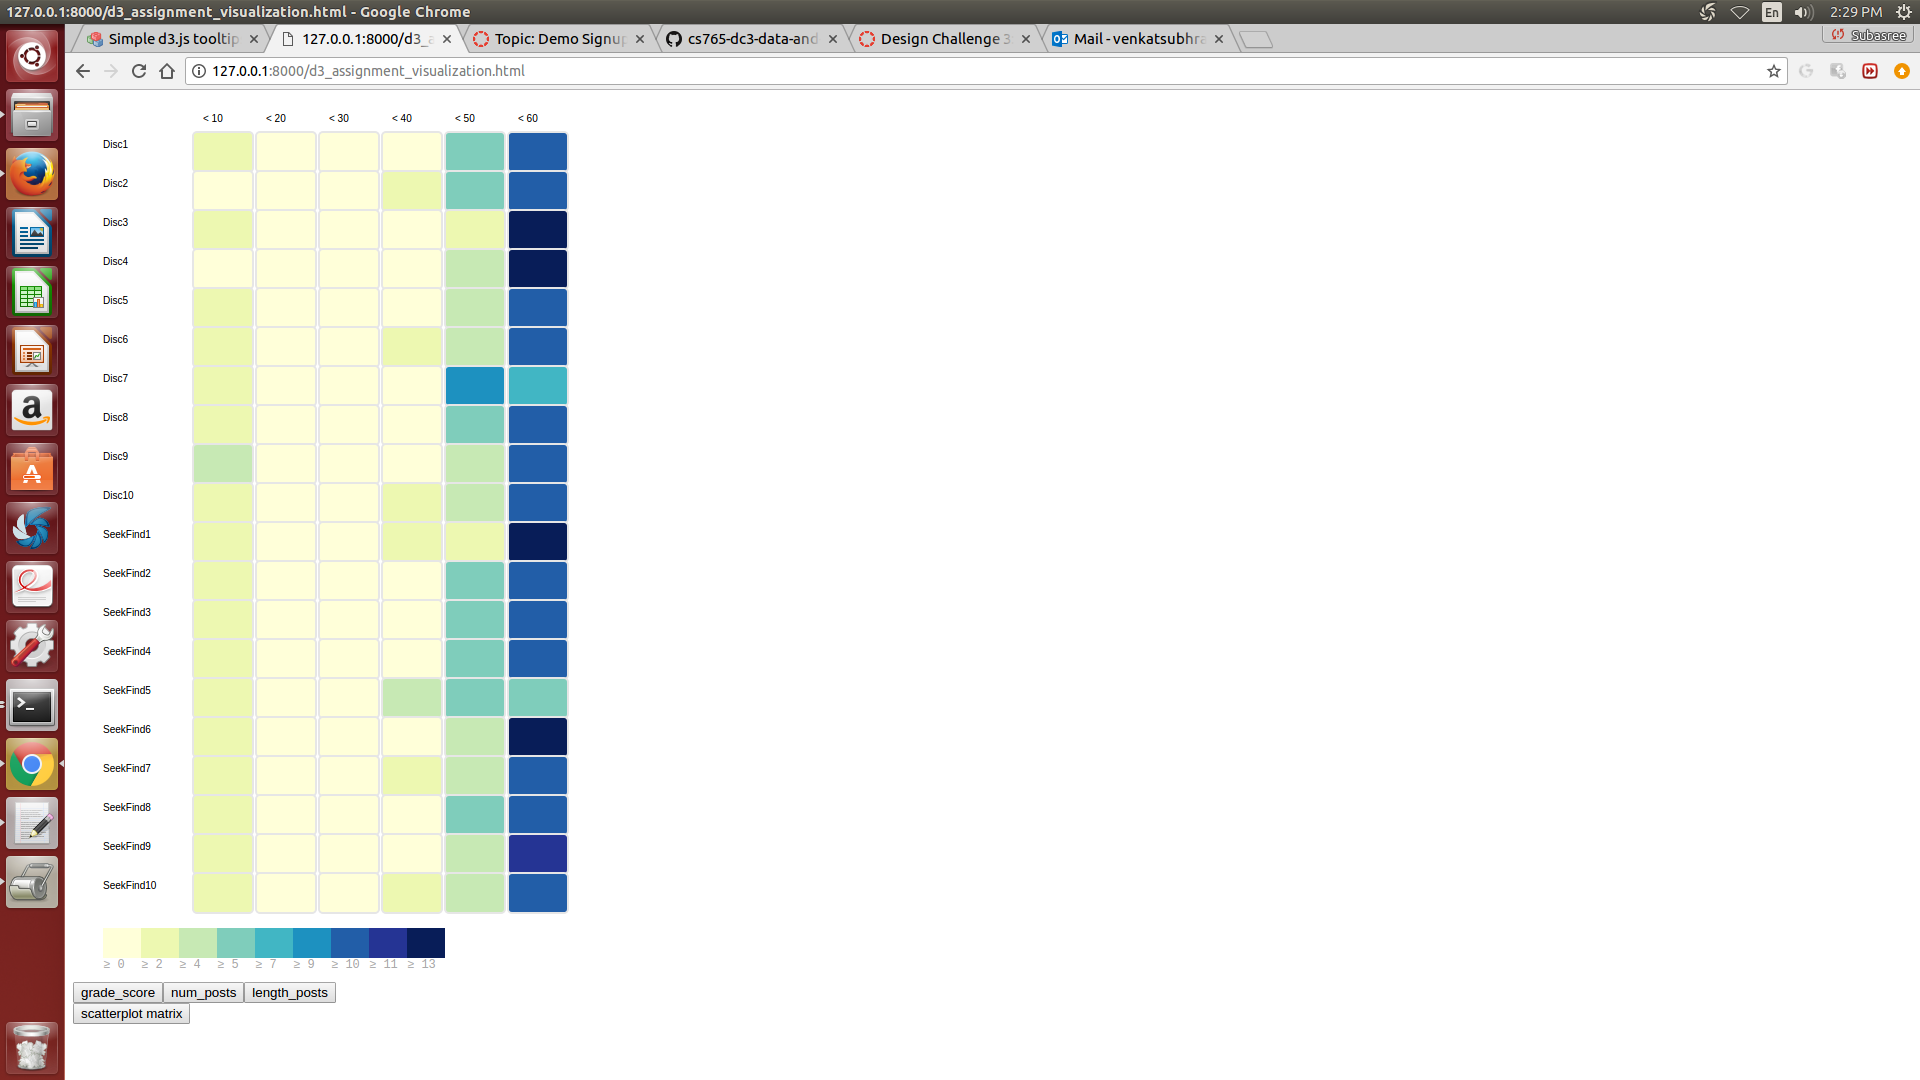 127.0.0.1:8000/d3_assignment_visualization.html - Google Chrome
En
2:29 PM
Simple d3.js tooltip
127.0.0.1:8000/d3_a
Topic: Demo Signup
cs765-dc3-data-and
Design Challenge 3
Mail - venkatsubhra
Subasree
127.0.0.1:8000/d3_assignment_visualization.html
< 10 < 20 < 30 < 40 < 50 < 60
Disc1
Disc2
Disc3
Disc4
Disc5
Disc6
Disc7
Disc8
Disc9
Disc10
SeekFind1
SeekFind2
SeekFind3
SeekFind4
SeekFind5
SeekFind6
SeekFind7
SeekFind8
SeekFind9
SeekFind10
≥ 0 ≥ 2 ≥ 4 ≥ 5 ≥ 7 ≥ 9 ≥ 10 ≥ 11 ≥ 13
grade_score num_posts length_posts
scatterplot matrix